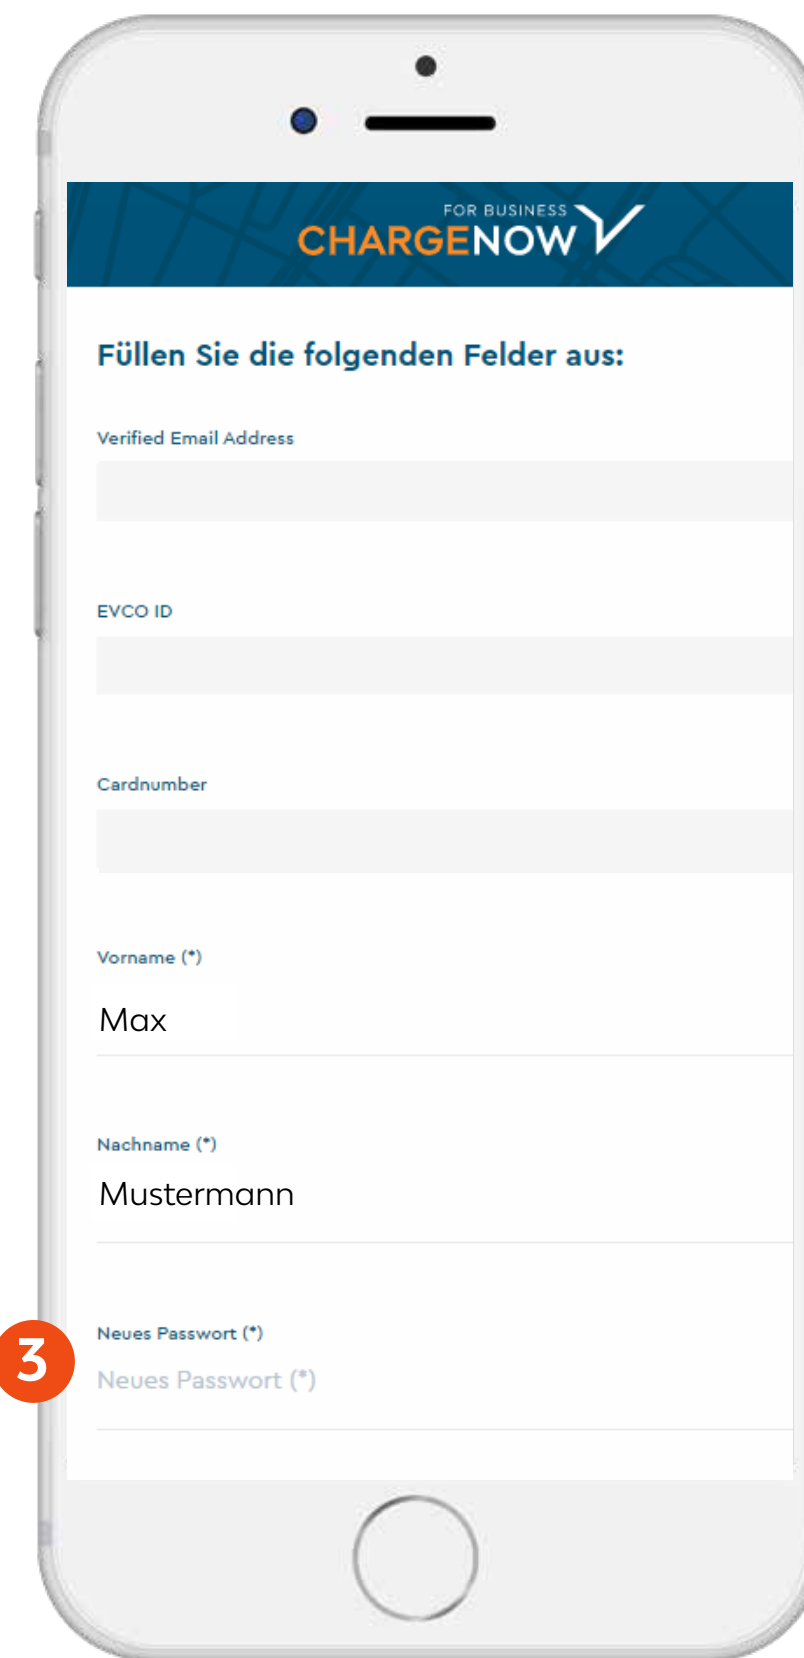 FOR BUSINESS
CHARGENOW
Füllen Sie die folgenden Felder aus:
Verified Email Address
EVCO ID
Cardnumber
Vorname (*)
Max
Nachname (*)
Mustermann
Neues Passwort (*)
3
Neues Passwort (*)